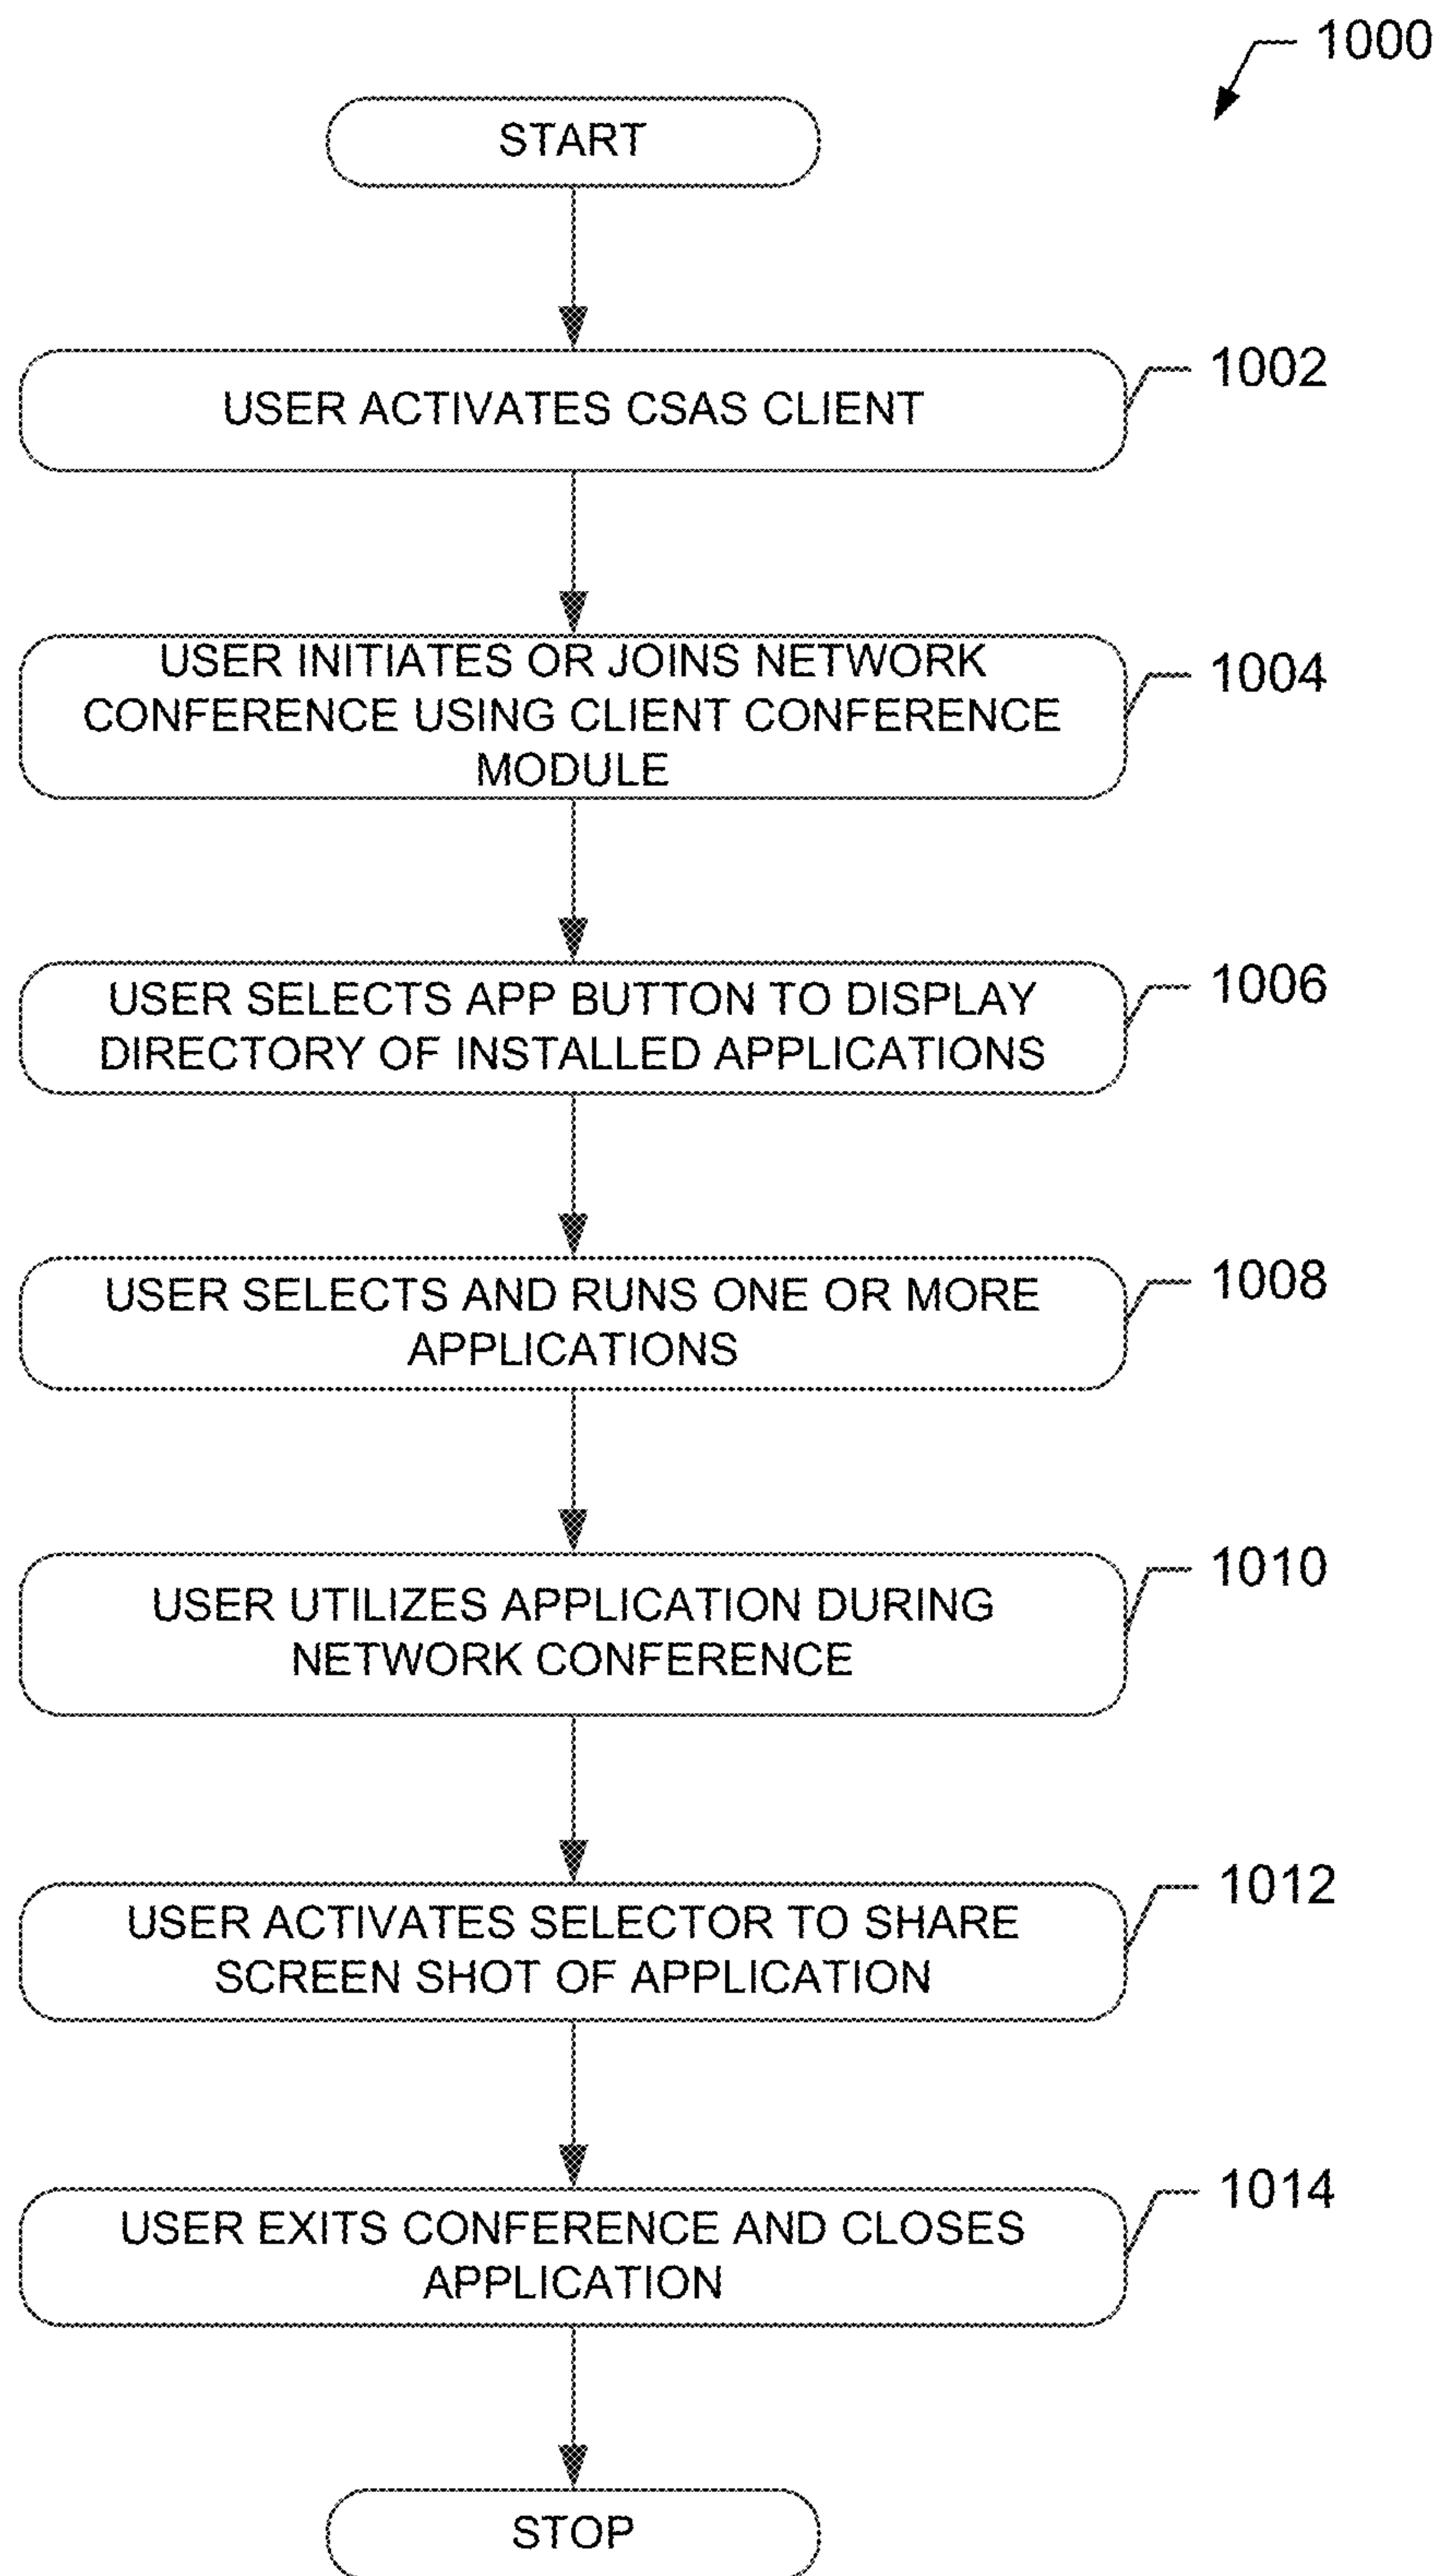 1000
START
USER ACTIVATES CSAS CLIENT
1002
USER INITIATES OR JOINS NETWORK
CONFERENCE USING CLIENT CONFERENCE
MODULE
1004
USER SELECTS APP BUTTON TO DISPLAY
DIRECTORY OF INSTALLED APPLICATIONS
1006
USER SELECTS AND RUNS ONE OR MORE
APPLICATIONS
1008
USER UTILIZES APPLICATION DURING
NETWORK CONFERENCE
1010
USER ACTIVATES SELECTOR TO SHARE
SCREEN SHOT OF APPLICATION
1012
USER EXITS CONFERENCE AND CLOSES
APPLICATION
1014
STOP